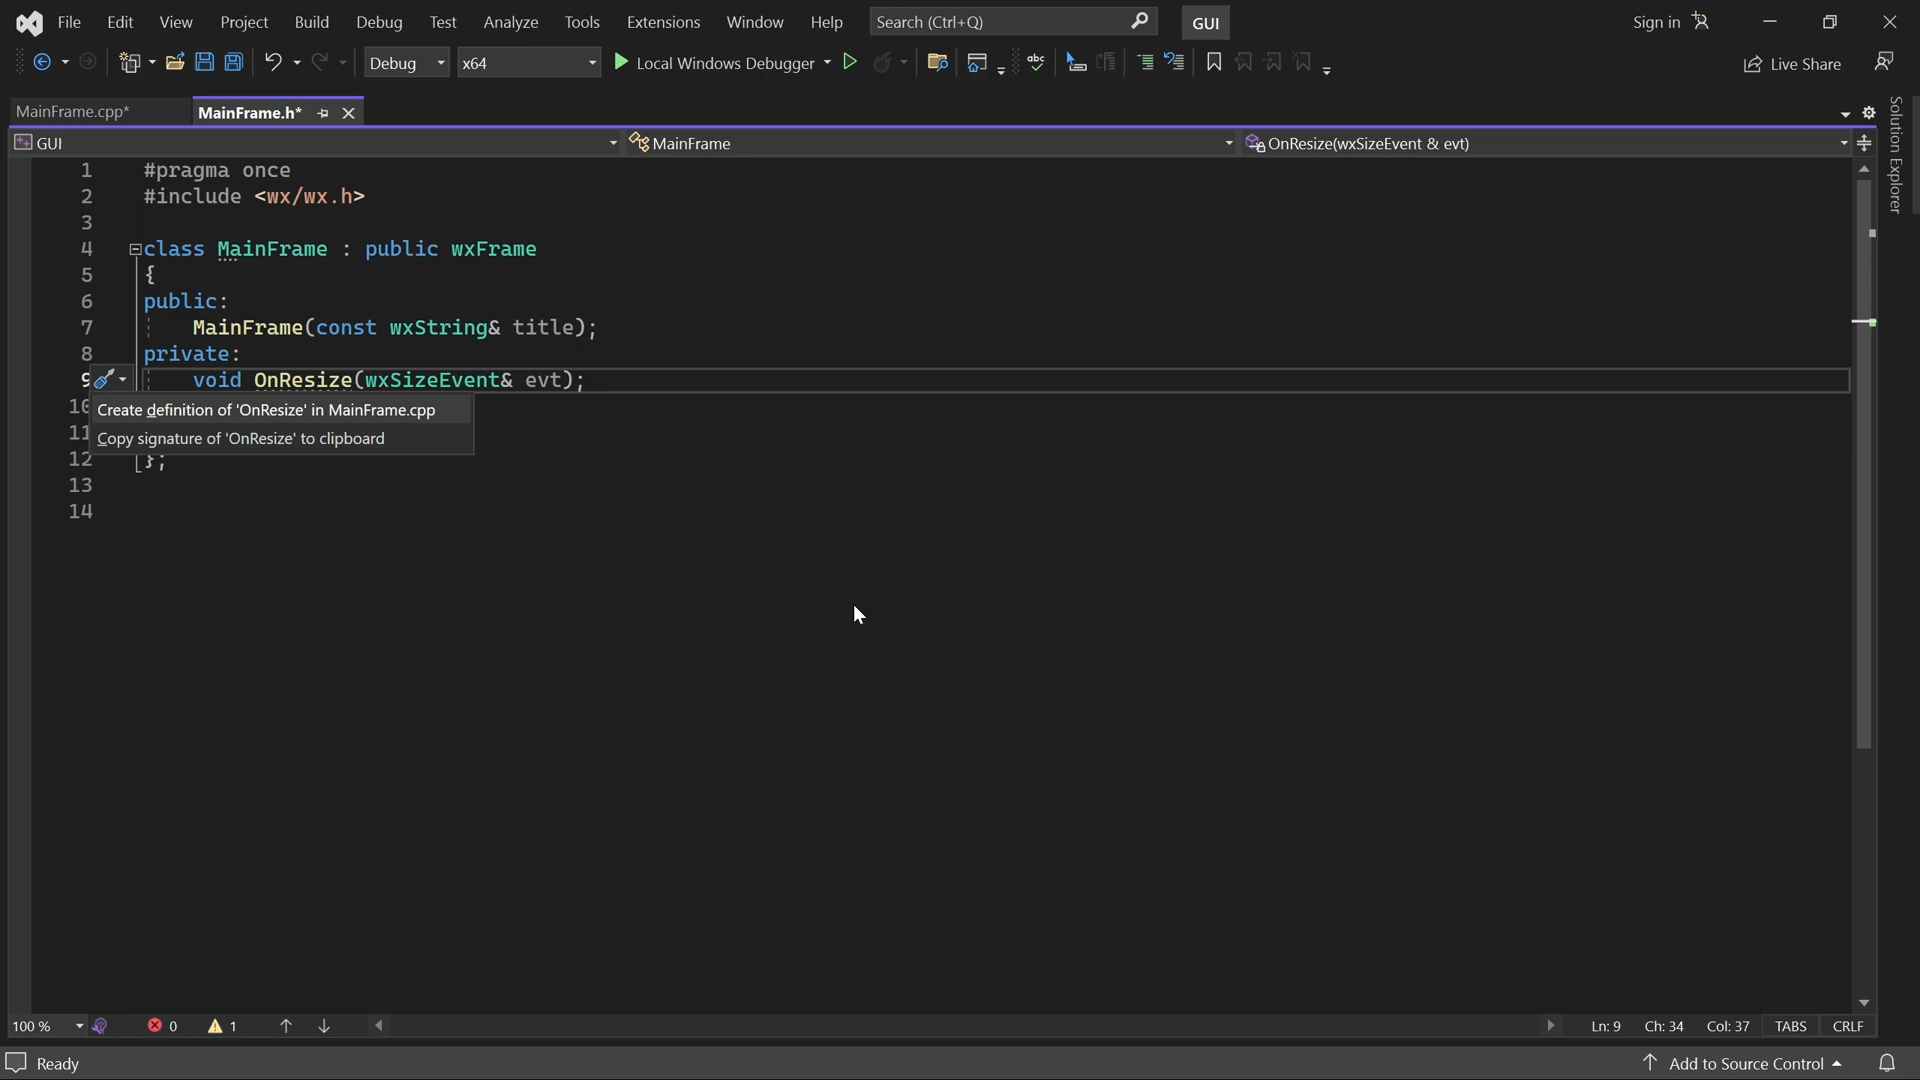 File Edit View Project Build Debug Test Analyze Tools Extensions Window Help Search (Ctrl+Q) GUI Sign in
Debug x64 Local Windows Debugger Live Share
MainFrame.cpp* MainFrame.h*
GUI MainFrame OnResize(wxSizeEvent & evt)
Solution Explorer
1 #pragma once
2 #include <wx/wx.h>
3
4 class MainFrame : public wxFrame
5 {
6 public:
7 MainFrame(const wxString& title);
8 private:
9 void OnResize(wxSizeEvent& evt);
10 Create definition of 'OnResize' in MainFrame.cpp
11 Copy signature of 'OnResize' to clipboard
12 };
13
14
100 % 0 1 Ln: 9 Ch: 34 Col: 37 TABS CRLF
Ready Add to Source Control